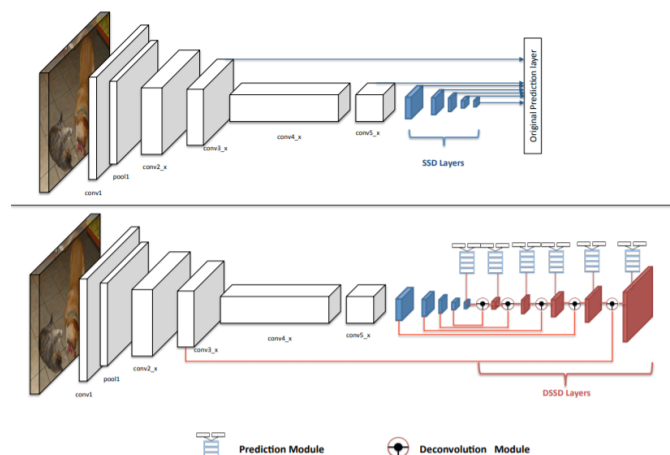 Original Prediction layer
conv3_x
conv4_x
conv5_x
conv2_x
pool1
conv1
SSD Layers
conv3_x
conv4_x
conv5_x
conv2_x
pool1
conv1
DSSD Layers
Prediction Module
Deconvolution Module